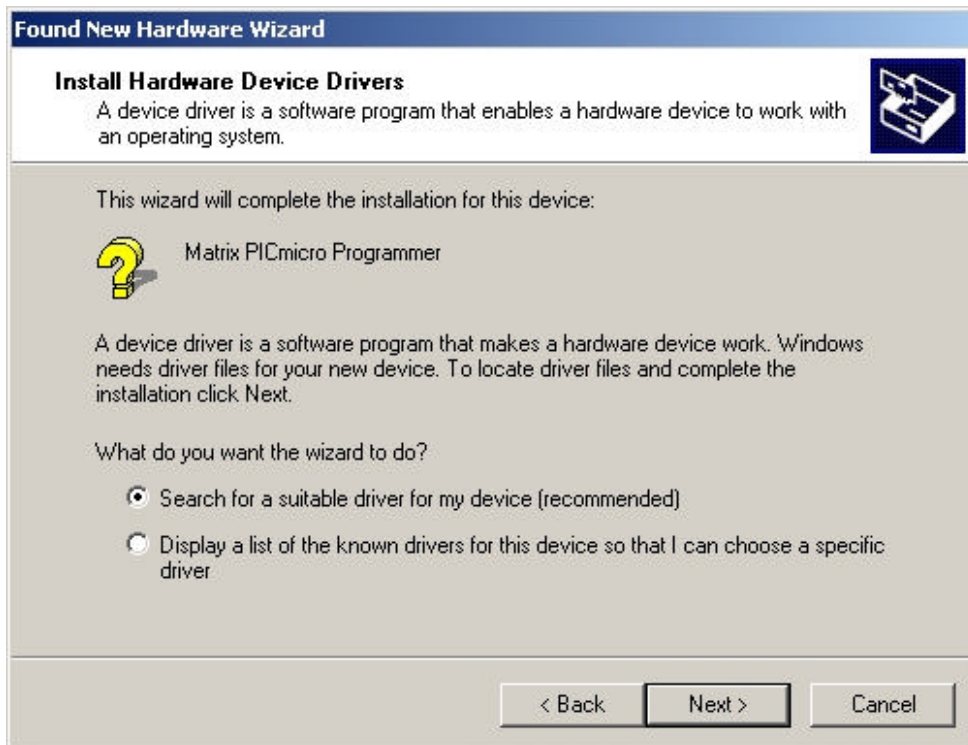 Found New Hardware Wizard
Install Hardware Device Drivers
A device driver is a software program that enables a hardware device to work with
an operating system.
This wizard will complete the installation for this device:
Matrix PICmicro Programmer
A device driver is a software program that makes a hardware device work. Windows
needs driver files for your new device. To locate driver files and complete the
installation click Next.
What do you want the wizard to do?
Search for a suitable driver for my device (recommended)
Display a list of the known drivers for this device so that I can choose a specific
driver
< Back
Next >
Cancel